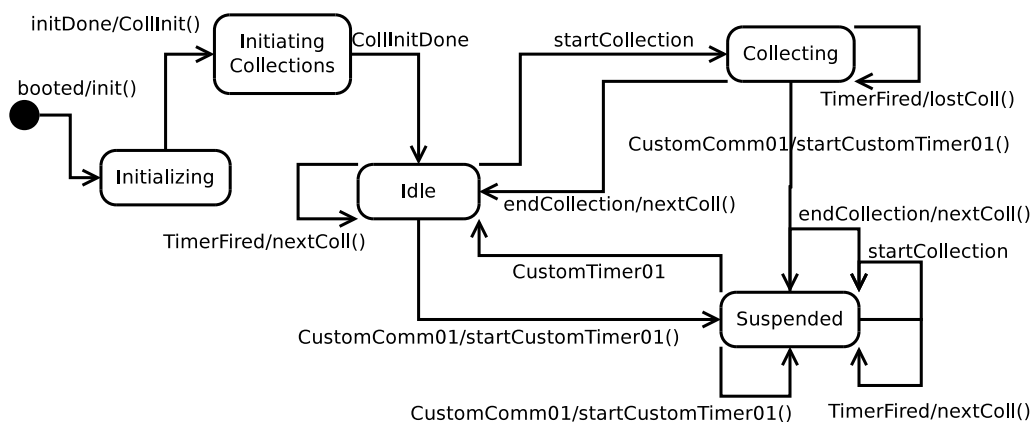 initDone/CollInit()
Initiating
Collections
CollInitDone
startCollection
Collecting
booted/init()
TimerFired/lostColl()
CustomComm01/startCustomTimer01()
Initializing
Idle
endCollection/nextColl()
endCollection/nextColl()
TimerFired/nextColl()
startCollection
CustomTimer01
Suspended
CustomComm01/startCustomTimer01()
CustomComm01/startCustomTimer01()
TimerFired/nextColl()